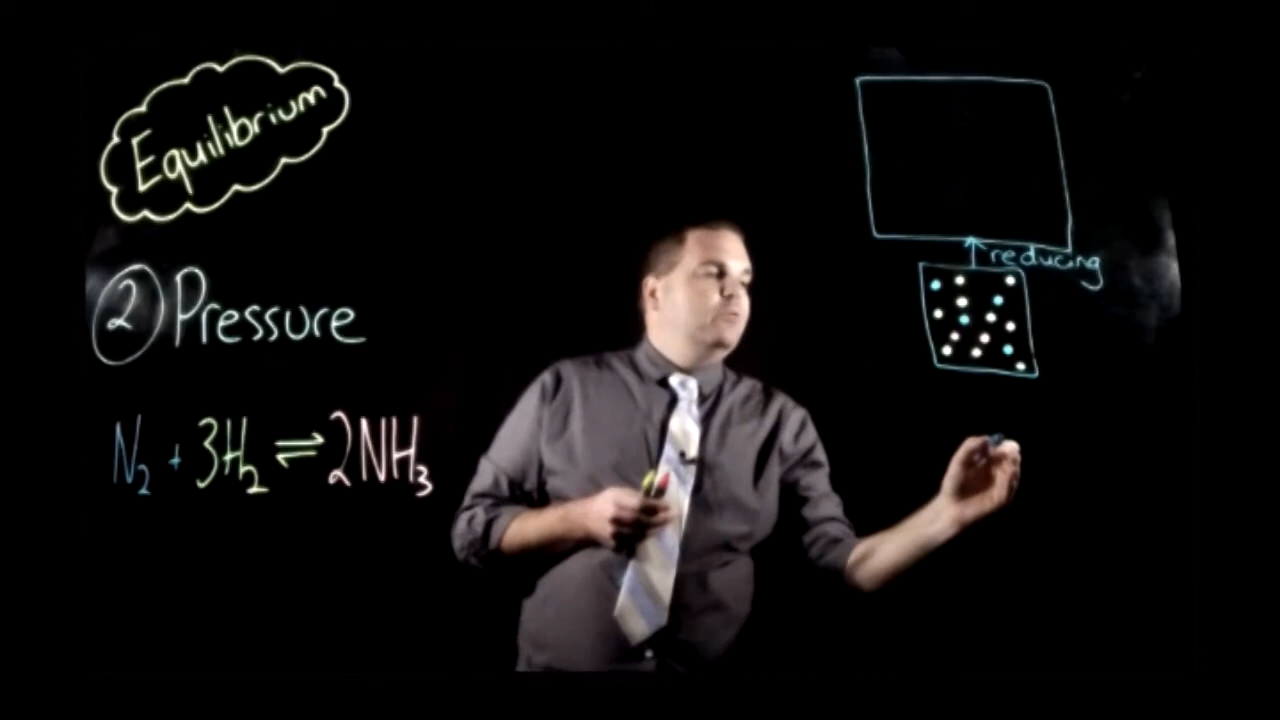 Equilibrium
② Pressure
N₂ + 3H₂ ⇌ 2NH₃
reducing